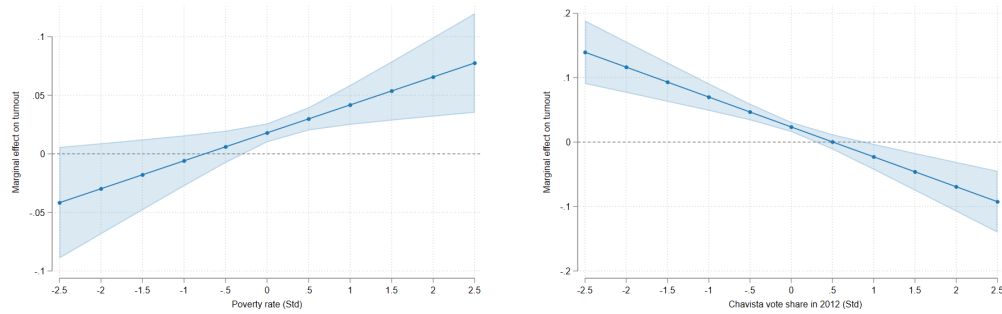 Marginal effect on turnout
.1
.05
0
-.05
-.1
-2.5 -2 -1.5 -1 -.5 0 .5 1 1.5 2 2.5
Poverty rate (Std)
Marginal effect on turnout
.2
.1
0
-.1
-.2
-2.5 -2 -1.5 -1 -.5 0 .5 1 1.5 2 2.5
Chavista vote share in 2012 (Std)